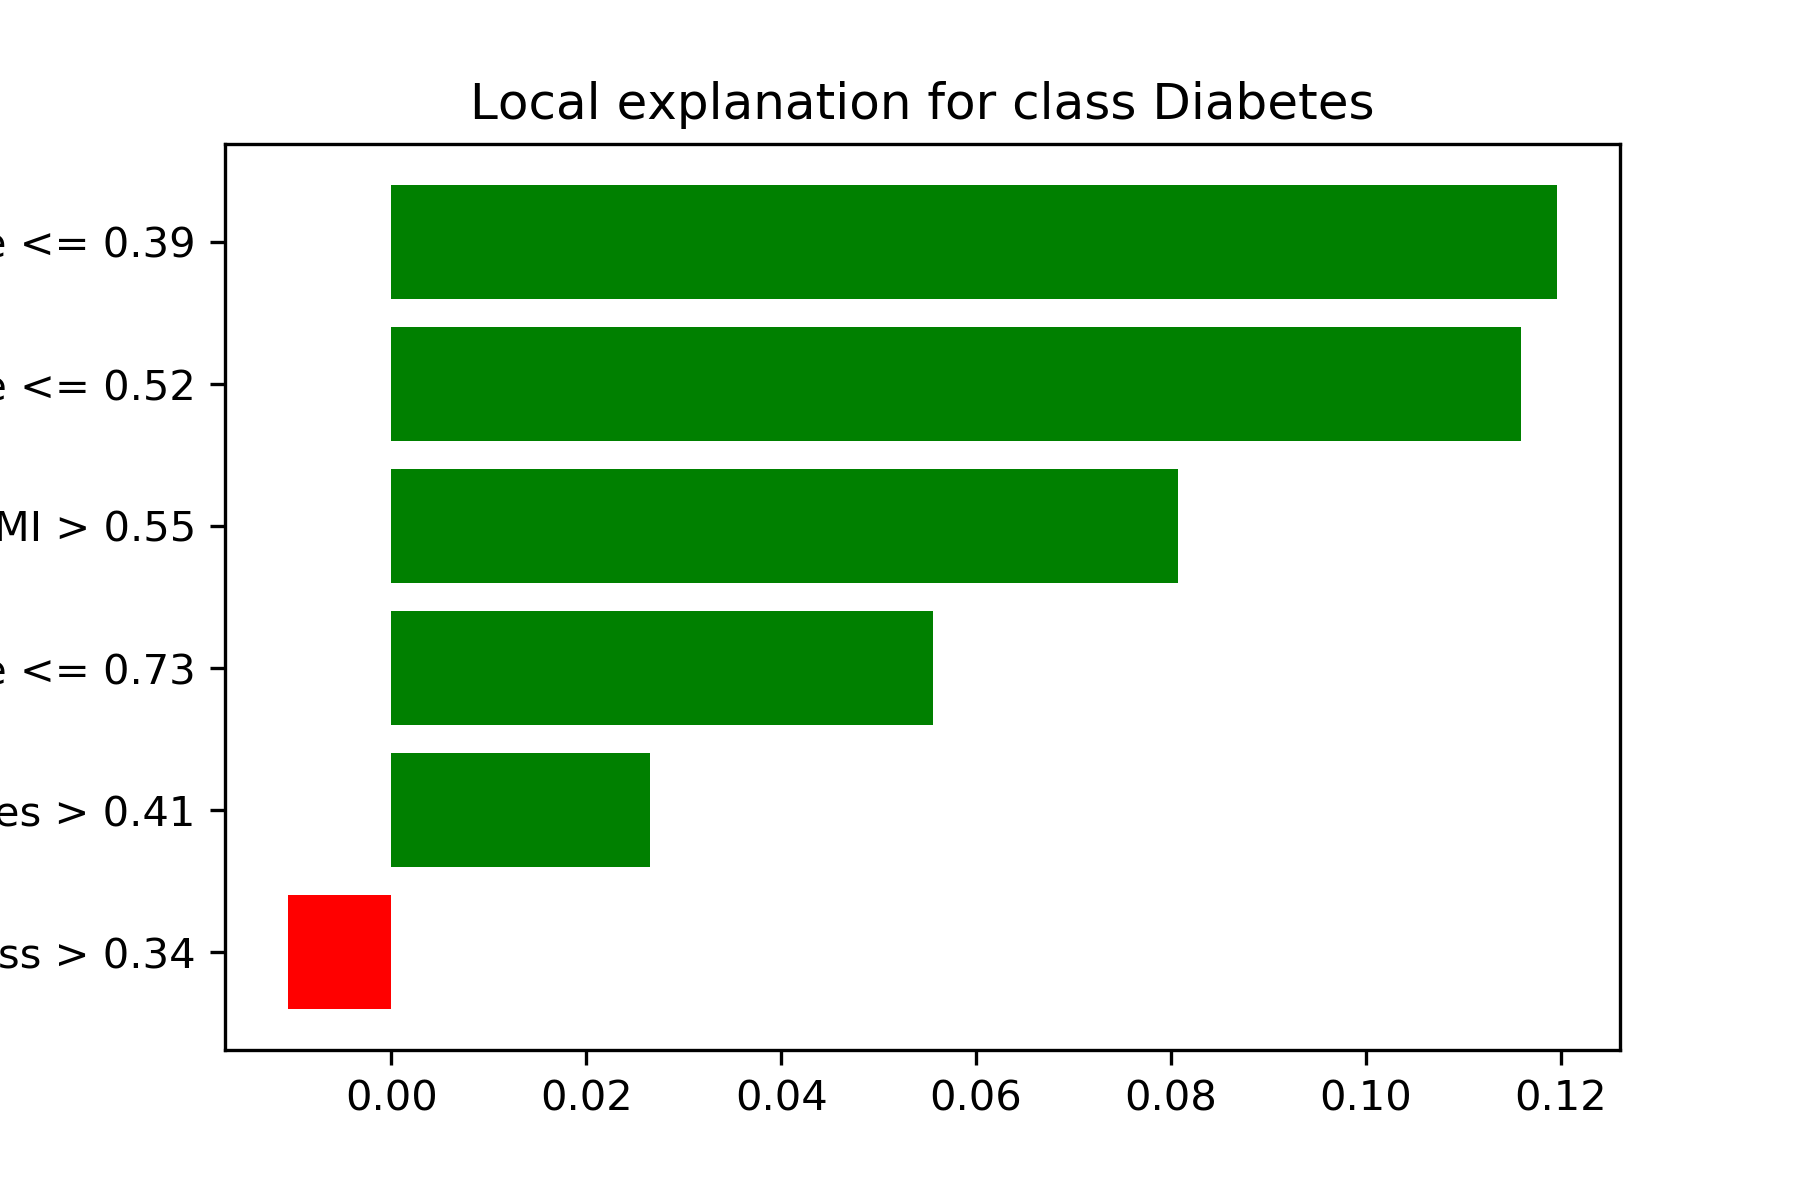 Local explanation for class Diabetes
e <= 0.39
e <= 0.52
MI > 0.55
e <= 0.73
es > 0.41
ss > 0.34
0.00 0.02 0.04 0.06 0.08 0.10 0.12